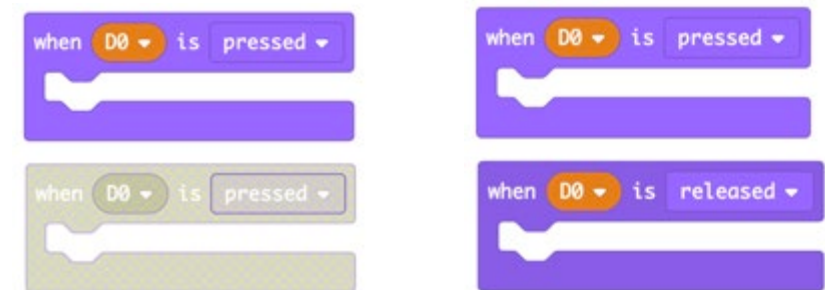 when D0 is pressed
when D0 is pressed
when D0 is pressed
when D0 is released